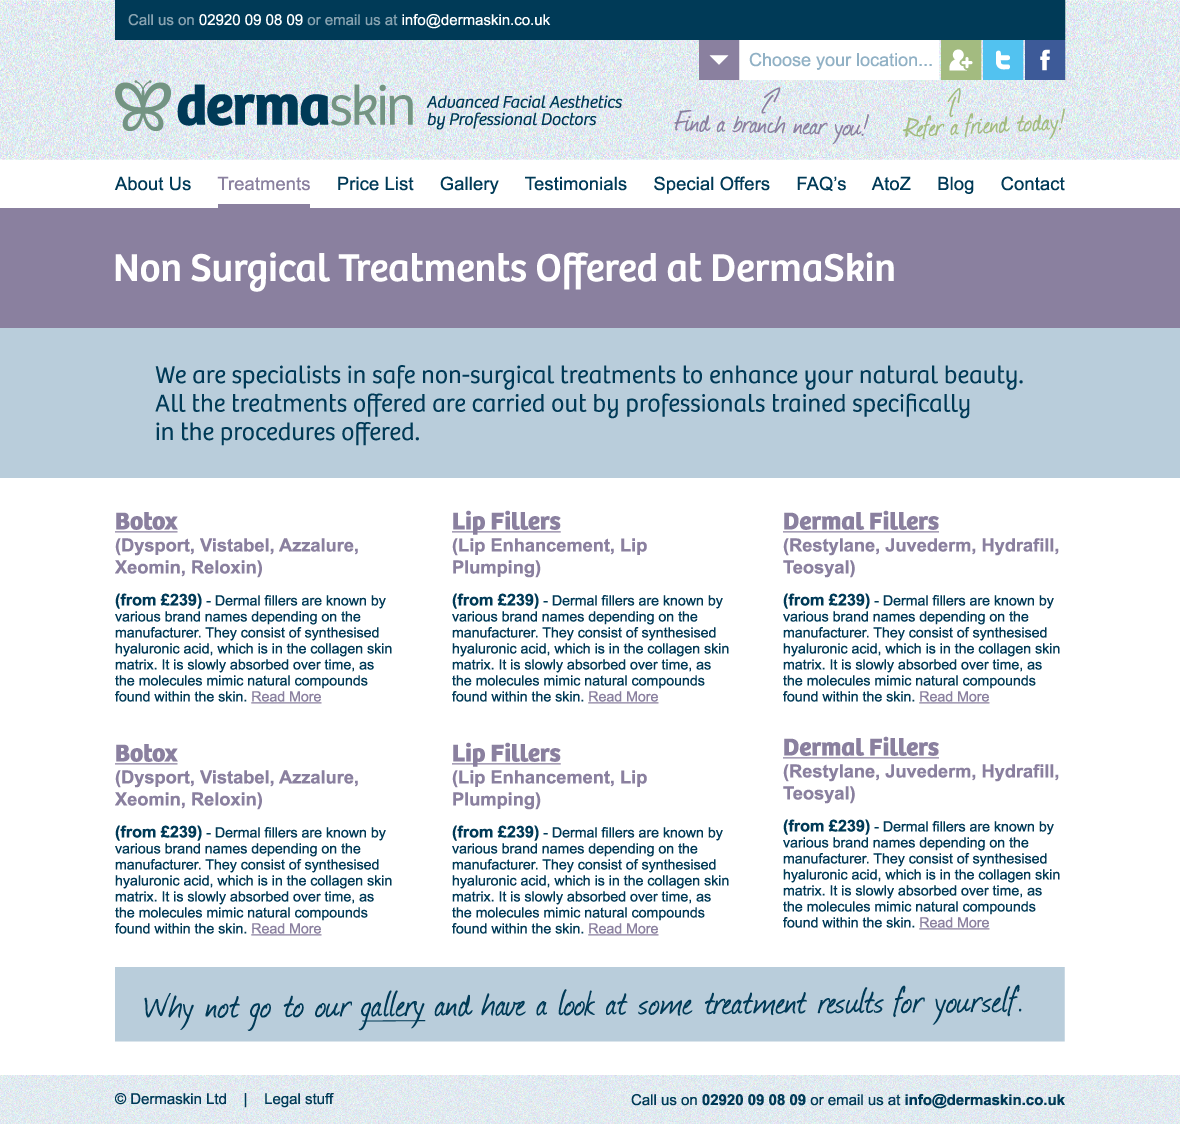 Call us on 02920 09 08 09 or email us at info@dermaskin.co.uk
Choose your location...
dermaskin
Advanced Facial Aesthetics
by Professional Doctors
Find a branch near you!
Refer a friend today!
About Us Treatments Price List Gallery Testimonials Special Offers FAQ's AtoZ Blog Contact
Non Surgical Treatments Offered at DermaSkin
We are specialists in safe non-surgical treatments to enhance your natural beauty.
All the treatments offered are carried out by professionals trained specifically
in the procedures offered.
Botox
(Dysport, Vistabel, Azzalure,
Xeomin, Reloxin)
(from £239) - Dermal fillers are known by
various brand names depending on the
manufacturer. They consist of synthesised
hyaluronic acid, which is in the collagen skin
matrix. It is slowly absorbed over time, as
the molecules mimic natural compounds
found within the skin. Read More
Lip Fillers
(Lip Enhancement, Lip
Plumping)
(from £239) - Dermal fillers are known by
various brand names depending on the
manufacturer. They consist of synthesised
hyaluronic acid, which is in the collagen skin
matrix. It is slowly absorbed over time, as
the molecules mimic natural compounds
found within the skin. Read More
Dermal Fillers
(Restylane, Juvederm, Hydrafill,
Teosyal)
(from £239) - Dermal fillers are known by
various brand names depending on the
manufacturer. They consist of synthesised
hyaluronic acid, which is in the collagen skin
matrix. It is slowly absorbed over time, as
the molecules mimic natural compounds
found within the skin. Read More
Botox
(Dysport, Vistabel, Azzalure,
Xeomin, Reloxin)
(from £239) - Dermal fillers are known by
various brand names depending on the
manufacturer. They consist of synthesised
hyaluronic acid, which is in the collagen skin
matrix. It is slowly absorbed over time, as
the molecules mimic natural compounds
found within the skin. Read More
Lip Fillers
(Lip Enhancement, Lip
Plumping)
(from £239) - Dermal fillers are known by
various brand names depending on the
manufacturer. They consist of synthesised
hyaluronic acid, which is in the collagen skin
matrix. It is slowly absorbed over time, as
the molecules mimic natural compounds
found within the skin. Read More
Dermal Fillers
(Restylane, Juvederm, Hydrafill,
Teosyal)
(from £239) - Dermal fillers are known by
various brand names depending on the
manufacturer. They consist of synthesised
hyaluronic acid, which is in the collagen skin
matrix. It is slowly absorbed over time, as
the molecules mimic natural compounds
found within the skin. Read More
Why not go to our gallery and have a look at some treatment results for yourself.
© Dermaskin Ltd | Legal stuff
Call us on 02920 09 08 09 or email us at info@dermaskin.co.uk